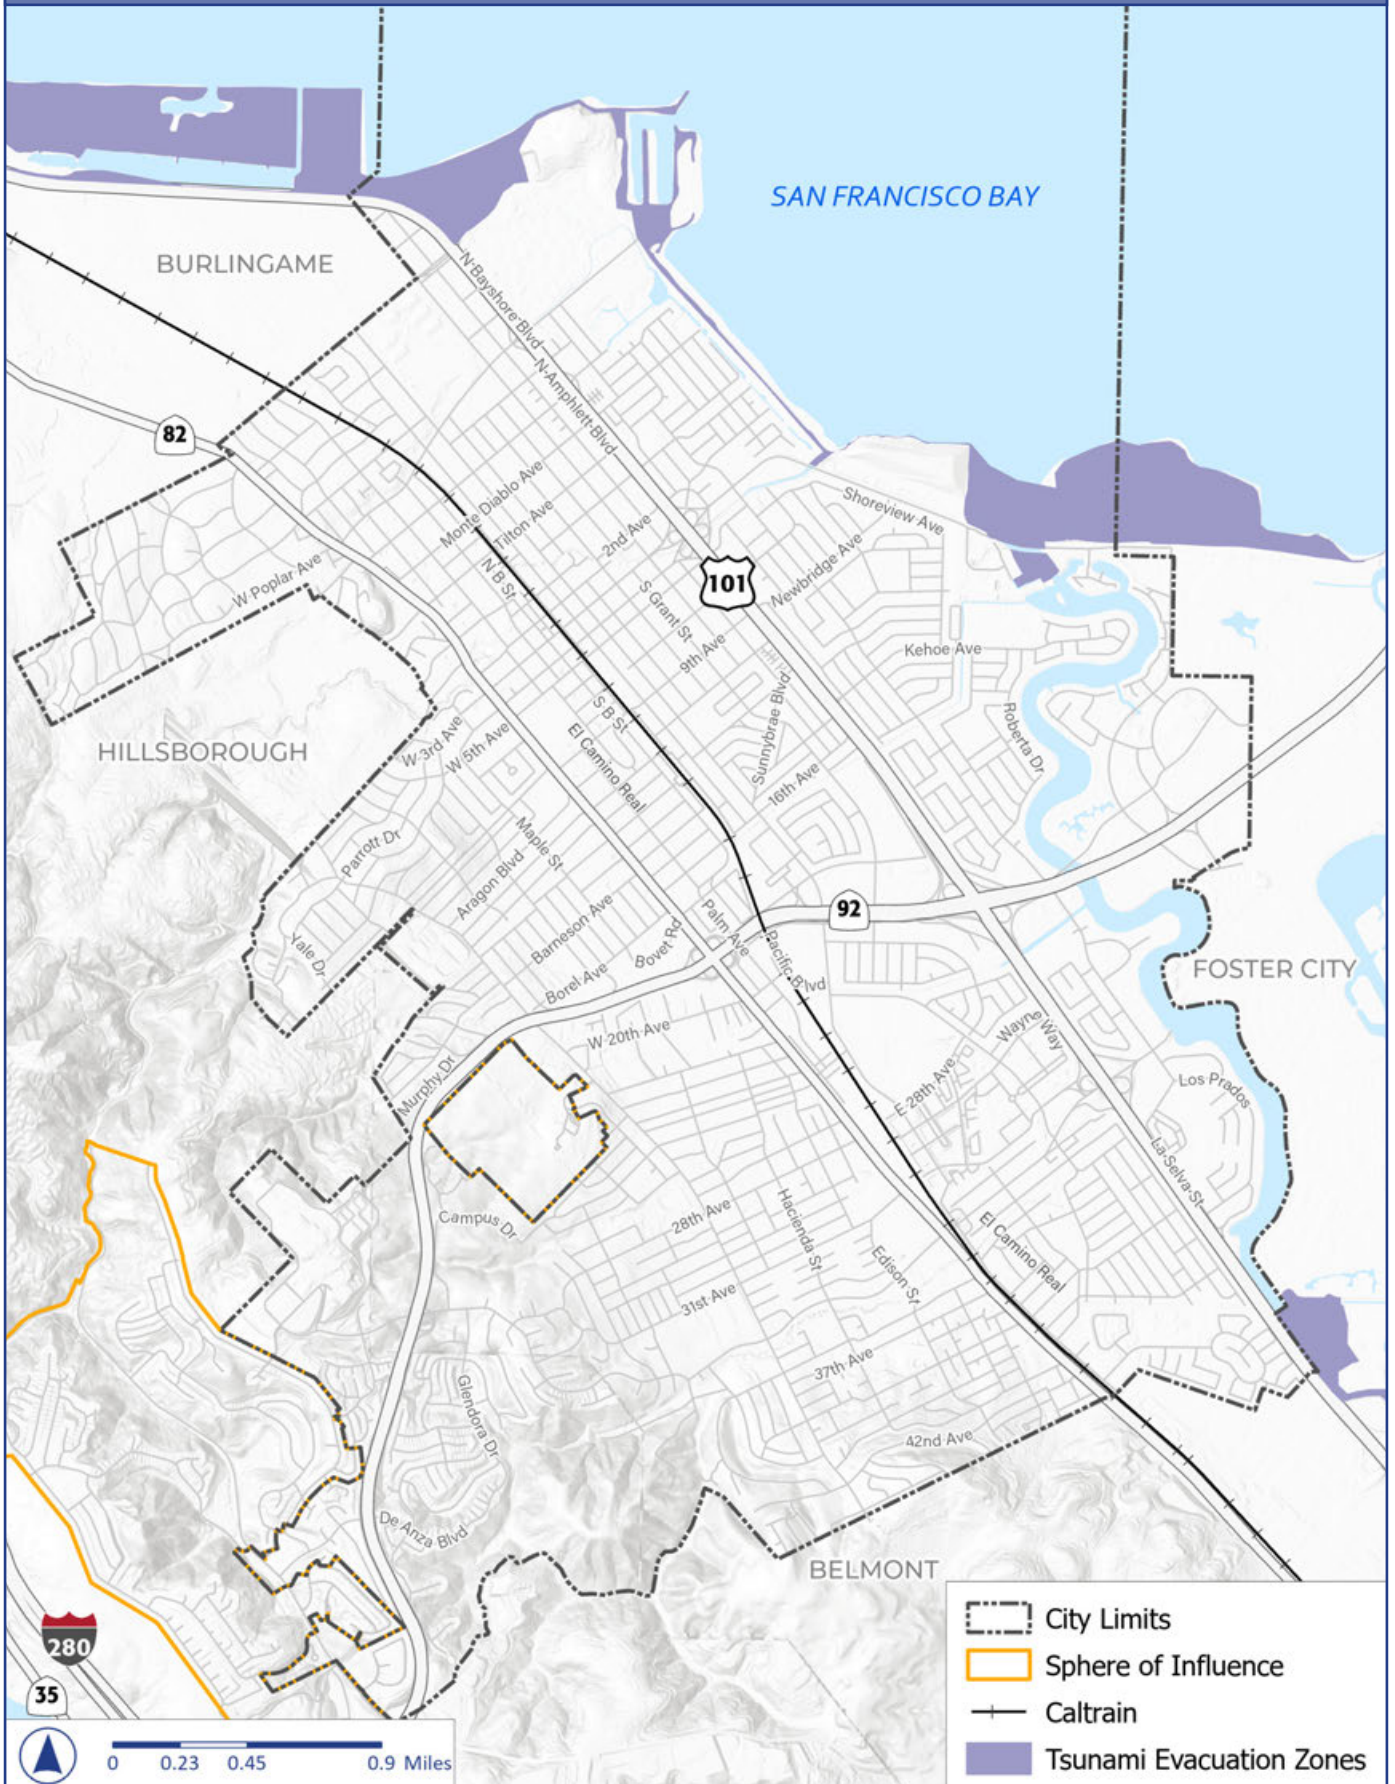 SAN FRANCISCO BAY
BURLINGAME
N Bayshore Blvd
N Amphlett Blvd
82
Monte Diablo Ave
Tilton Ave
2nd Ave
Shoreview Ave
N B St
101
Newbridge Ave
W Poplar Ave
S Grant St
9th Ave
Kehoe Ave
S B St
Sunnybrae Blvd
Roberta Dr
HILLSBOROUGH
W 3rd Ave
W 5th Ave
El Camino Real
16th Ave
Parrott Dr
Maple St
Aragon Blvd
Barneson Ave
Bovet Rd
Palm Ave
92
Yale Dr
Borel Ave
Pacific Blvd
FOSTER CITY
W 20th Ave
Wayne Way
Murphy Dr
E 28th Ave
Los Prados
La Selva St
Campus Dr
28th Ave
Hacienda St
El Camino Real
Edison St
31st Ave
37th Ave
Glendora Dr
42nd Ave
De Anza Blvd
BELMONT
280
35
City Limits
Sphere of Influence
Caltrain
Tsunami Evacuation Zones
0 0.23 0.45 0.9 Miles